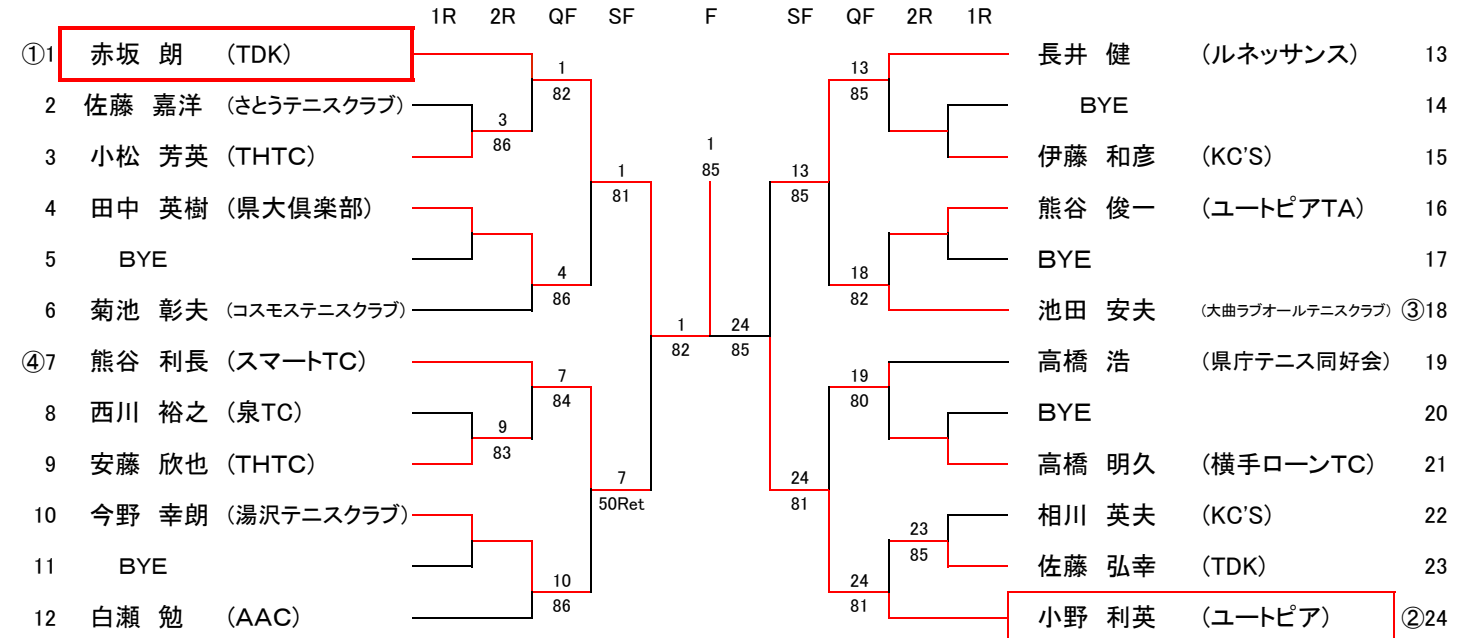 1R 2R QF SF F SF QF 2R 1R
①1 赤坂 朗 (TDK) 長井 健 (ルネッサンス) 13
1 13
82 85
2 佐藤 嘉洋 (さとうテニスクラブ) BYE 14
3
86
3 小松 芳英 (THTC) 伊藤 和彦 (KC'S) 15
1
1 85 13
81 85
4 田中 英樹 (県大倶楽部) 熊谷 俊一 (ユートピアTA) 16
5 BYE BYE 17
4 18
86 82
6 菊池 彰夫 (コスモステニスクラブ) 池田 安夫 (大曲ラブオールテニスクラブ) ③18
1 24
82 85
④7 熊谷 利長 (スマートTC) 高橋 浩 (県庁テニス同好会) 19
7 19
84 80
8 西川 裕之 (泉TC) BYE 20
9
83
9 安藤 欣也 (THTC) 高橋 明久 (横手ローンTC) 21
7 24
50Ret 81
10 今野 幸朗 (湯沢テニスクラブ) 相川 英夫 (KC'S) 22
23
85
11 BYE 佐藤 弘幸 (TDK) 23
10 24
86 81
12 白瀬 勉 (AAC) 小野 利英 (ユートピア) ②24